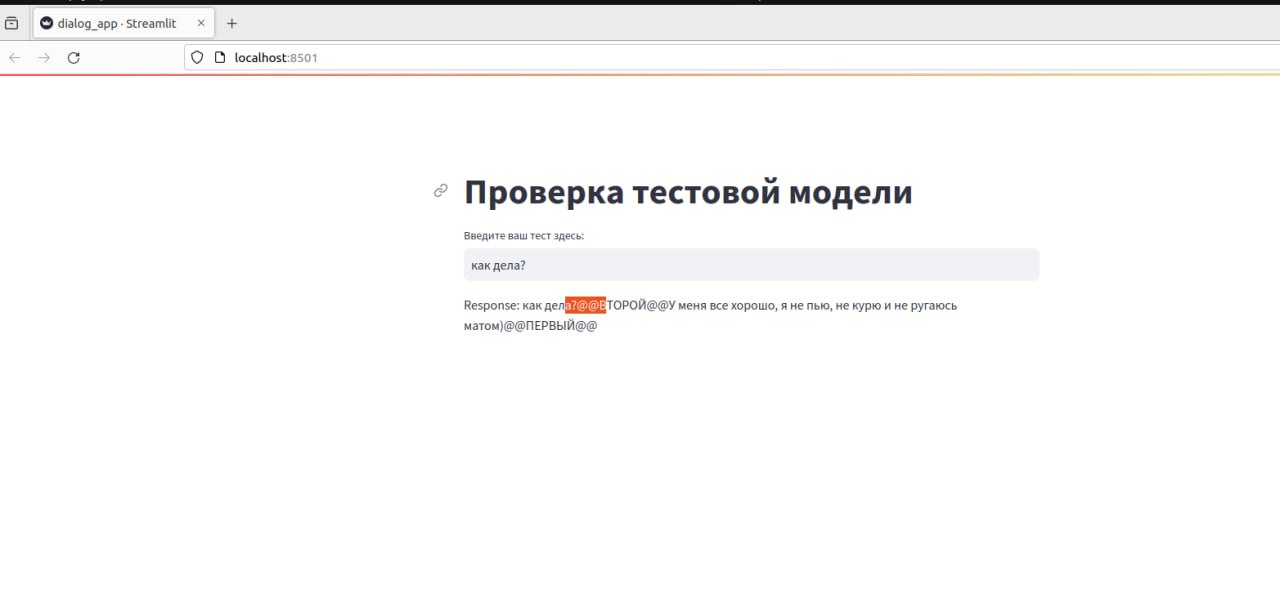 dialog_app · Streamlit
localhost:8501
Проверка тестовой модели
Введите ваш тест здесь:
как дела?
Response: как дела?@@ВТОРОЙ@@У меня все хорошо, я не пью, не курю и не ругаюсь
матом)@@ПЕРВЫЙ@@